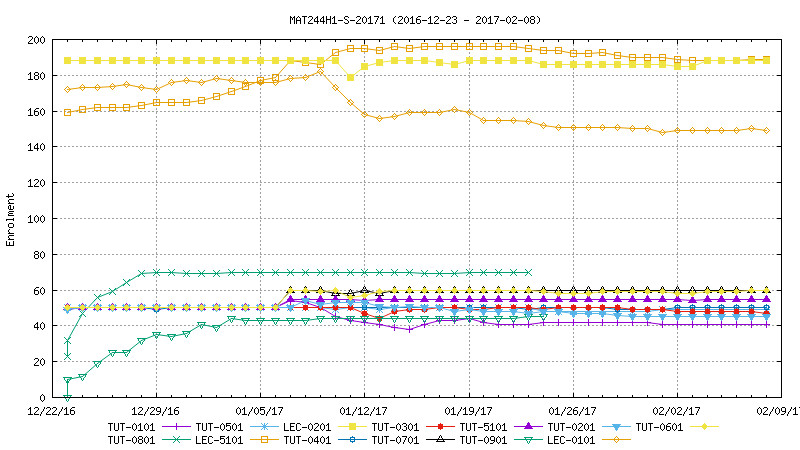 MAT244H1-S-20171 (2016-12-23 - 2017-02-08)
200
180
160
140
120
100
80
60
40
20
0
Enrolment
12/22/16 12/29/16 01/05/17 01/12/17 01/19/17 01/26/17 02/02/17 02/09/17
TUT-0101 TUT-0501 LEC-0201 TUT-0301 TUT-5101 TUT-0201 TUT-0601
TUT-0801 LEC-5101 TUT-0401 TUT-0701 TUT-0901 LEC-0101